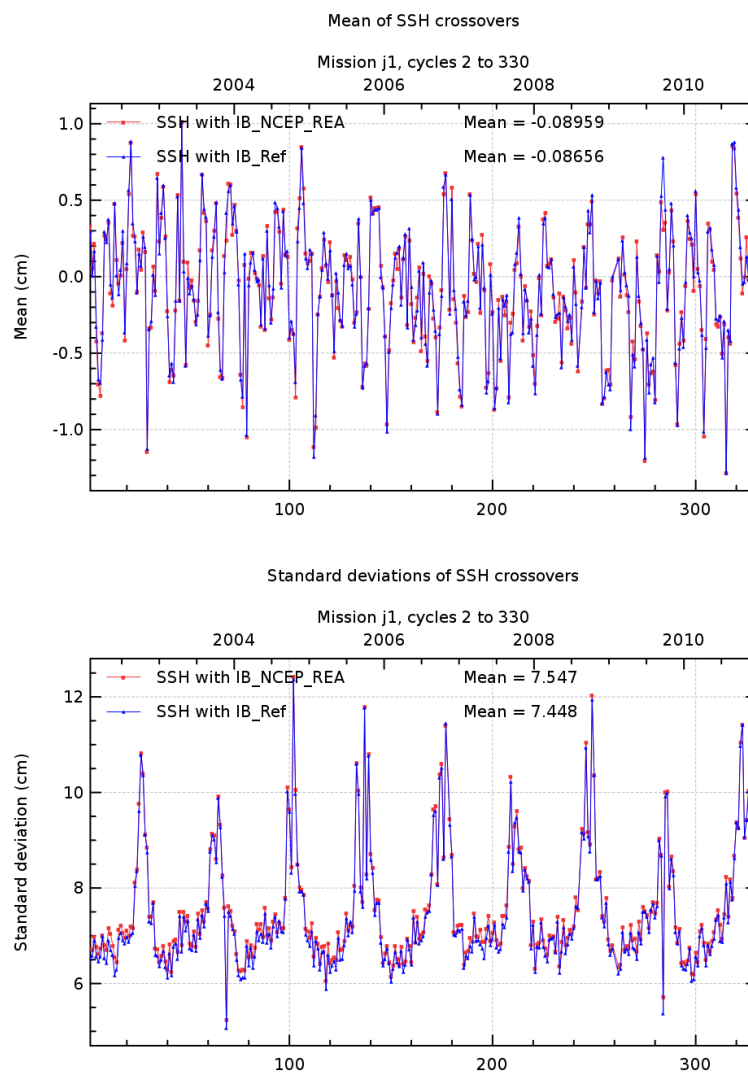 Mean of SSH crossovers
Mission j1, cycles 2 to 330
2004 2006 2008 2010
SSH with IB_NCEP_REA Mean = -0.08959
SSH with IB_Ref Mean = -0.08656
Mean (cm)
1.0
0.5
0.0
-0.5
-1.0
100 200 300
Standard deviations of SSH crossovers
Mission j1, cycles 2 to 330
2004 2006 2008 2010
SSH with IB_NCEP_REA Mean = 7.547
SSH with IB_Ref Mean = 7.448
Standard deviation (cm)
12
10
8
6
100 200 300